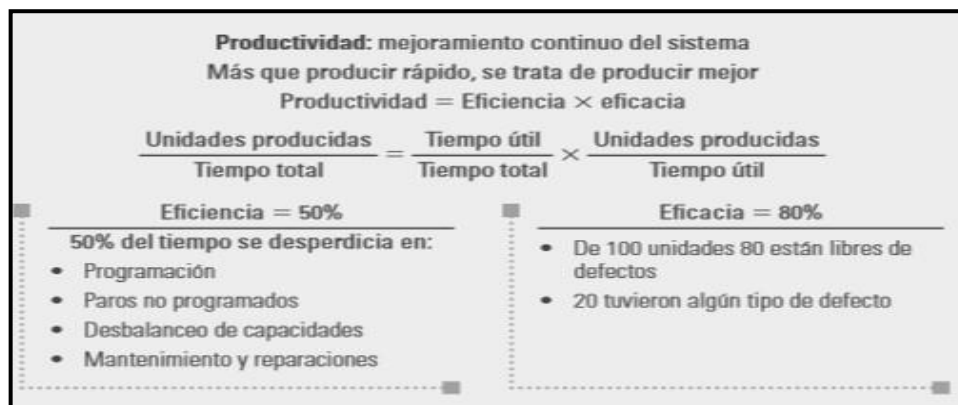 Productividad: mejoramiento continuo del sistema
Más que producir rápido, se trata de producir mejor
Productividad = Eficiencia × eficacia
Unidades producidas / Tiempo total = Tiempo útil / Tiempo total × Unidades producidas / Tiempo útil
Eficiencia = 50%
50% del tiempo se desperdicia en:
• Programación
• Paros no programados
• Desbalanceo de capacidades
• Mantenimiento y reparaciones
Eficacia = 80%
• De 100 unidades 80 están libres de
defectos
• 20 tuvieron algún tipo de defecto